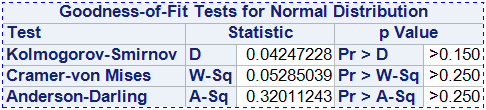 Goodness-of-Fit Tests for Normal Distribution
Test Statistic p Value
Kolmogorov-Smirnov D 0.04247228 Pr > D >0.150
Cramer-von Mises W-Sq 0.05285039 Pr > W-Sq >0.250
Anderson-Darling A-Sq 0.32011243 Pr > A-Sq >0.250